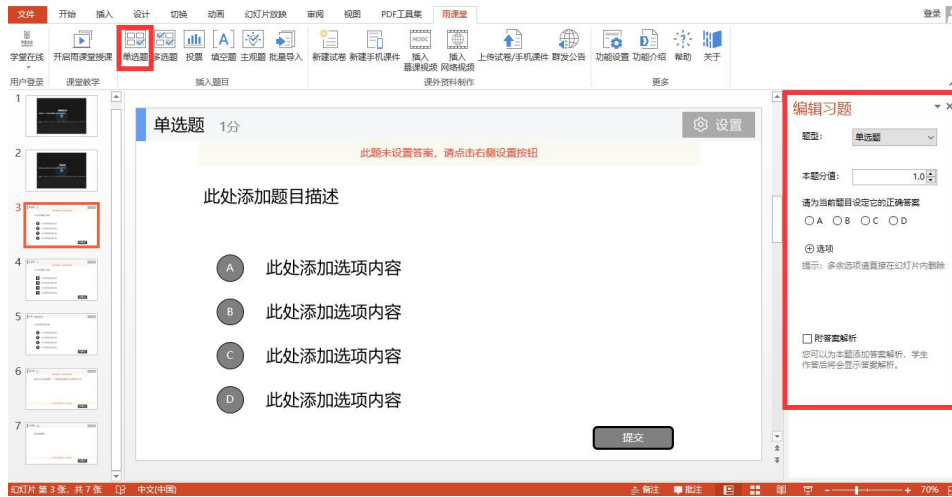 文件 开始 插入 设计 切换 动画 幻灯片放映 审阅 视图 PDF工具集 雨课堂 登录
学堂在线 开启雨课堂授课 单选题 多选题 投票 填空题 主观题 批量导入 新建试卷 新建手机课件 插入 插入 上传试卷/手机课件 群发公告 功能设置 功能介绍 帮助 关于
慕课视频 网络视频
用户登录 课堂教学 插入题目 课外资料制作 更多
1
2
3
4
5
6
7
单选题 1分 设置
此题未设置答案，请点击右侧设置按钮
此处添加题目描述
A 此处添加选项内容
B 此处添加选项内容
C 此处添加选项内容
D 此处添加选项内容
提交
编辑习题
题型： 单选题
本题分值： 1.0
请为当前题目设定它的正确答案
A B C D
选项
提示：多余选项请直接在幻灯片内删除
附答案解析
您可以为本题添加答案解析，学生
作答后将会显示答案解析。
幻灯片 第 3 张，共 7 张 中文(中国) 备注 批注 70%